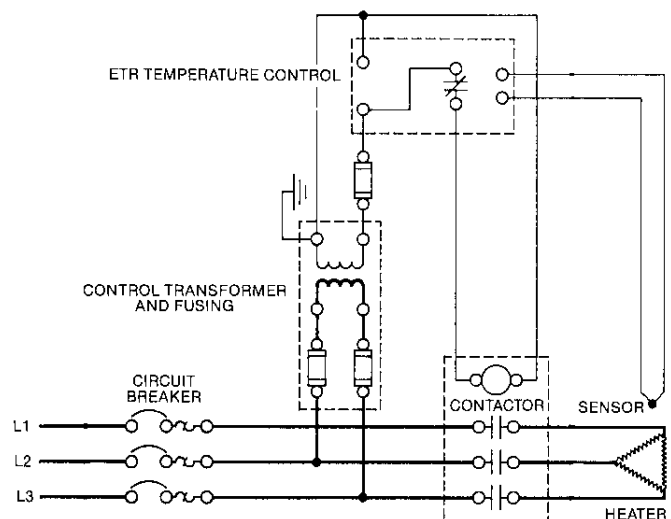 ETR TEMPERATURE CONTROL
CONTROL TRANSFORMER
AND FUSING
CIRCUIT
BREAKER
CONTACTOR
SENSOR
L1
L2
L3
HEATER